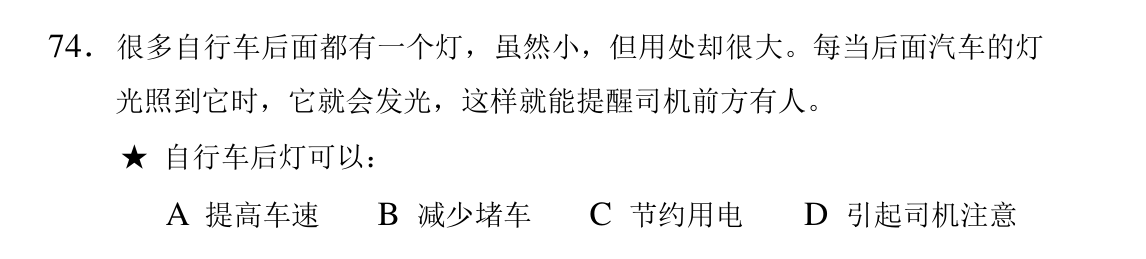 74. 很多自行车后面都有一个灯，虽然小，但用处却很大。每当后面汽车的灯
光照到它时，它就会发光，这样就能提醒司机前方有人。
★ 自行车后灯可以：
A 提高车速 B 减少堵车 C 节约用电 D 引起司机注意